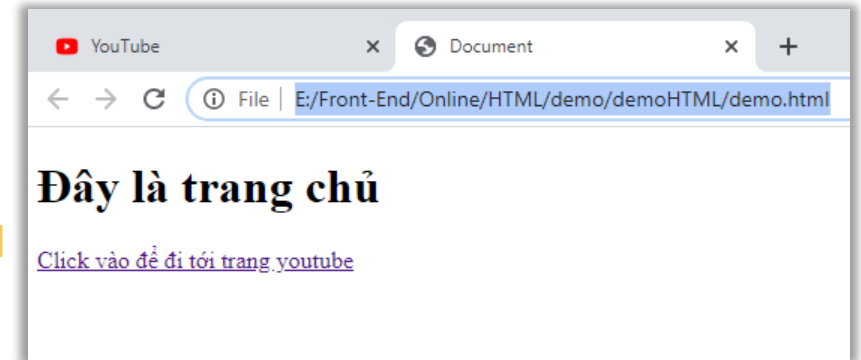 YouTube
Document
File
E:/Front-End/Online/HTML/demo/demoHTML/demo.html
Đây là trang chủ
Click vào để đi tới trang youtube